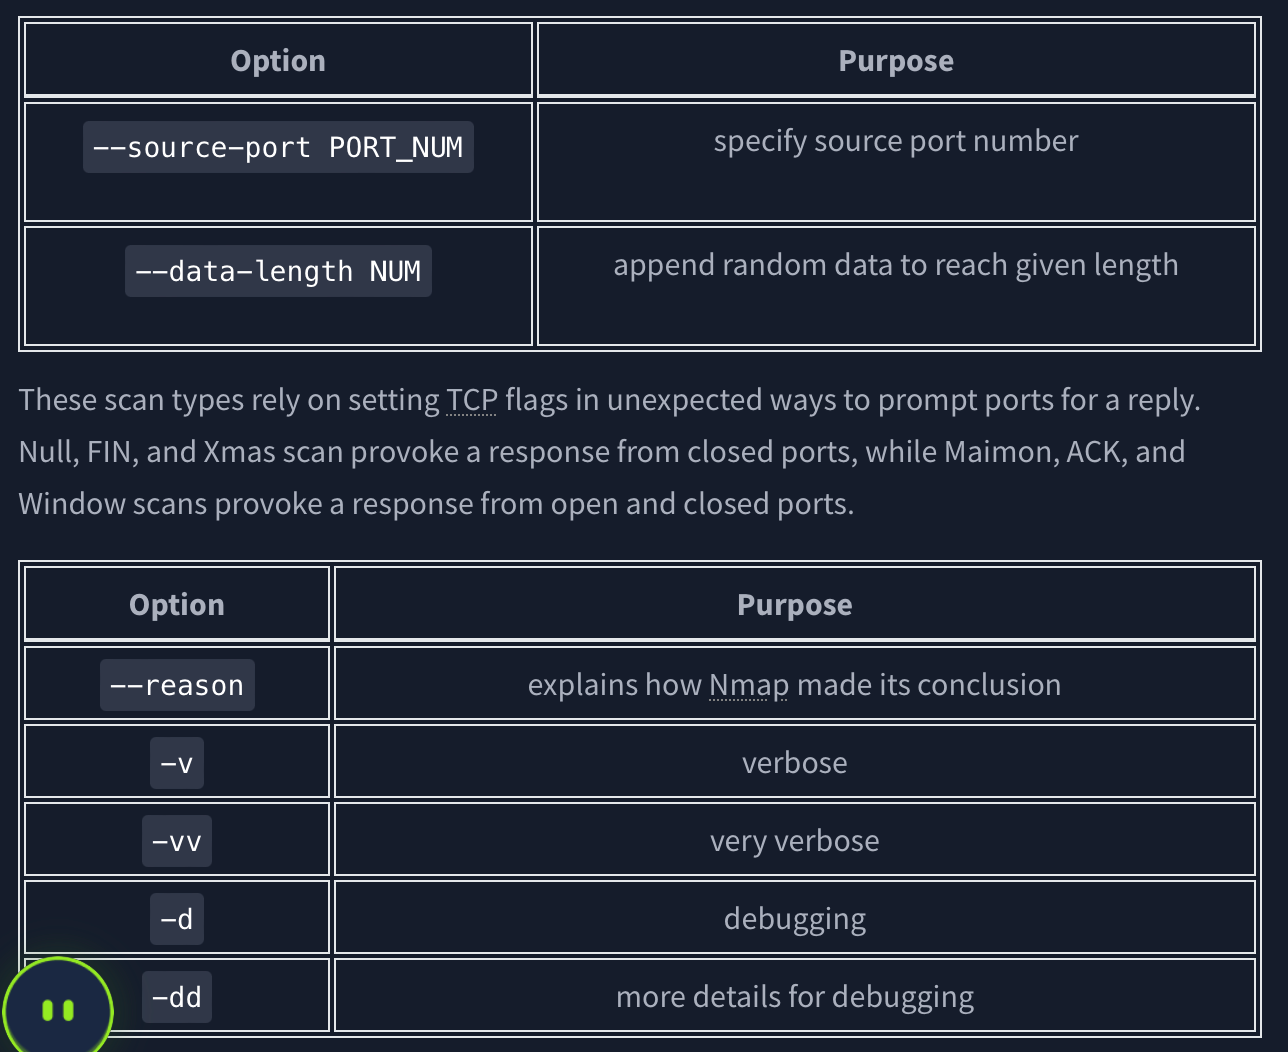 Option Purpose
--source-port PORT_NUM specify source port number
--data-length NUM append random data to reach given length
These scan types rely on setting TCP flags in unexpected ways to prompt ports for a reply.
Null, FIN, and Xmas scan provoke a response from closed ports, while Maimon, ACK, and
Window scans provoke a response from open and closed ports.
Option Purpose
--reason explains how Nmap made its conclusion
-v verbose
-vv very verbose
-d debugging
-dd more details for debugging